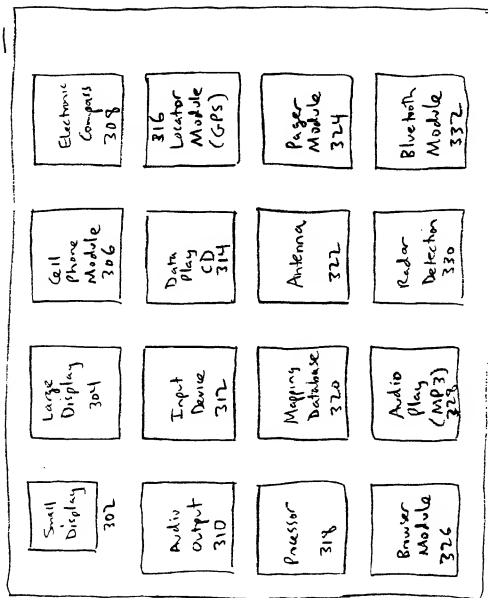 Small
Display
302
Large
Display
304
Cell
Phone
Module
306
Electronic
Compass
308
Audio
Output
310
Input
Device
312
Data
Play
CD
314
316
Locator
Module
(GPS)
Processor
318
Mapping
Database
320
Antenna
322
Pager
Module
324
Browser
Module
326
Audio
Play
(MP3)
328
Radar
Detection
330
Bluetooth
Module
332